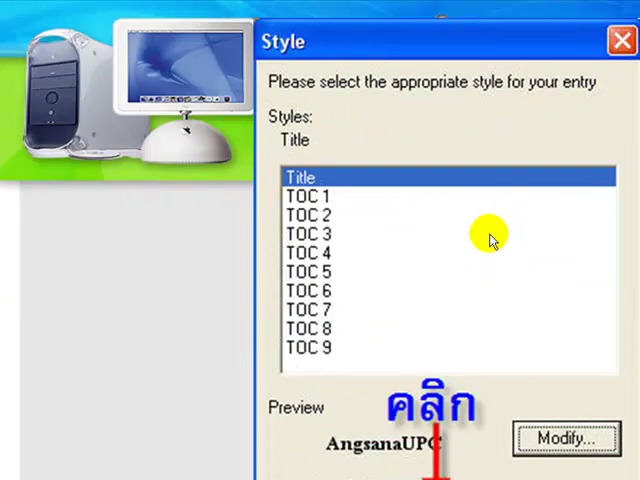 Style
Please select the appropriate style for your entry
Styles:
Title
Title
TOC 1
TOC 2
TOC 3
TOC 4
TOC 5
TOC 6
TOC 7
TOC 8
TOC 9
คลิก
Preview
Modify...
AngsanaUPC